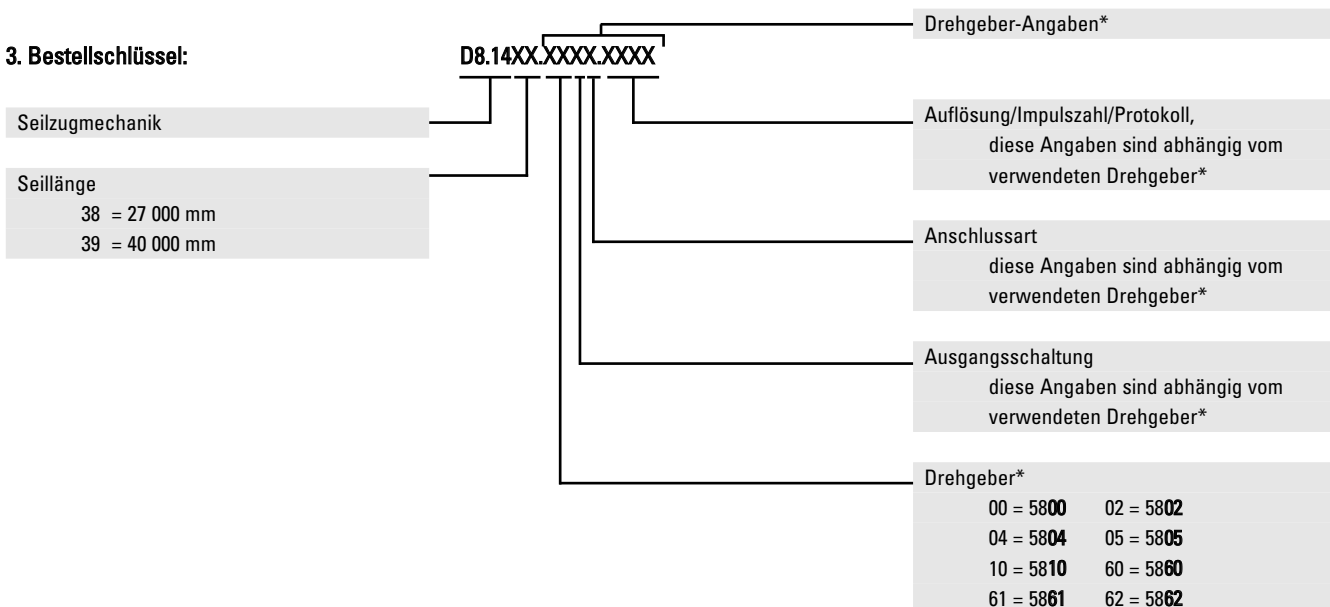 Drehgeber-Angaben*
3. Bestellschlüssel:
D8.14XX.XXXX.XXXX
Seilzugmechanik
Auflösung/Impulszahl/Protokoll,
diese Angaben sind abhängig vom
verwendeten Drehgeber*
Seillänge
38 = 27 000 mm
39 = 40 000 mm
Anschlussart
diese Angaben sind abhängig vom
verwendeten Drehgeber*
Ausgangsschaltung
diese Angaben sind abhängig vom
verwendeten Drehgeber*
Drehgeber*
00 = 5800 02 = 5802
04 = 5804 05 = 5805
10 = 5810 60 = 5860
61 = 5861 62 = 5862